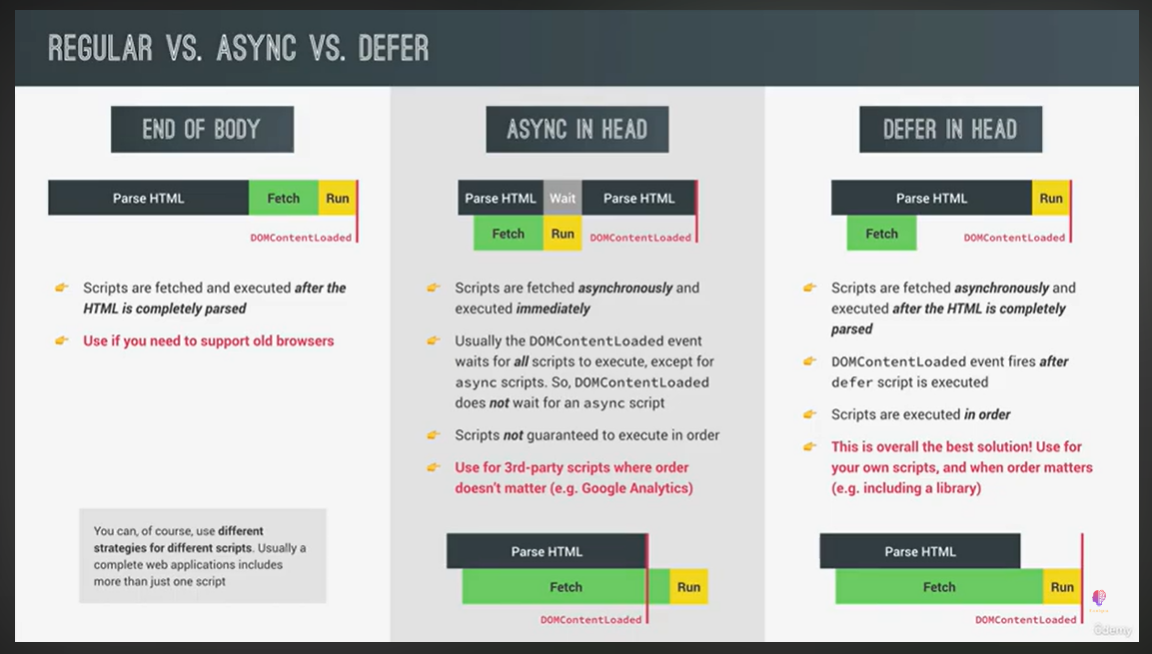 REGULAR VS. ASYNC VS. DEFER
END OF BODY
Parse HTML
Fetch
Run
DOMContentLoaded
Scripts are fetched and executed after the
HTML is completely parsed
Use if you need to support old browsers
You can, of course, use different
strategies for different scripts. Usually a
complete web applications includes
more than just one script
ASYNC IN HEAD
Parse HTML
Wait
Parse HTML
Fetch
Run
DOMContentLoaded
Scripts are fetched asynchronously and
executed immediately
Usually the DOMContentLoaded event
waits for all scripts to execute, except for
async scripts. So, DOMContentLoaded
does not wait for an async script
Scripts not guaranteed to execute in order
Use for 3rd-party scripts where order
doesn't matter (e.g. Google Analytics)
Parse HTML
Fetch
Run
DOMContentLoaded
DEFER IN HEAD
Parse HTML
Run
Fetch
DOMContentLoaded
Scripts are fetched asynchronously and
executed after the HTML is completely
parsed
DOMContentLoaded event fires after
defer script is executed
Scripts are executed in order
This is overall the best solution! Use for
your own scripts, and when order matters
(e.g. including a library)
Parse HTML
Fetch
Run
DOMContentLoaded
Udemy